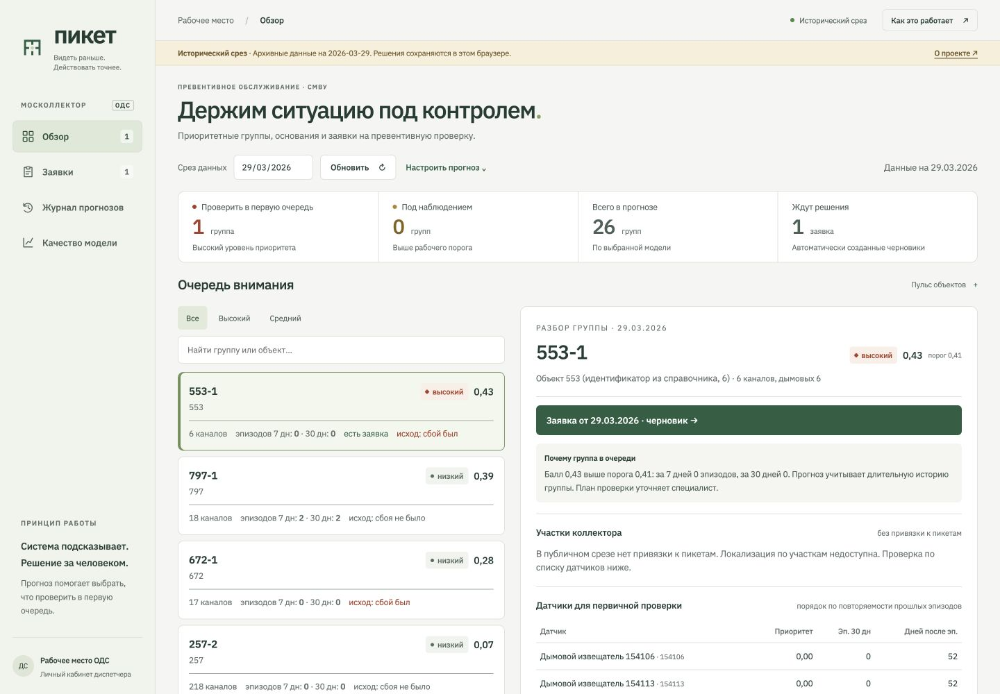 пикет
Видеть раньше.
Действовать точнее.
МОСКОЛЛЕКТОР ОДС
Обзор 1
Заявки 1
Журнал прогнозов
Качество модели
ПРИНЦИП РАБОТЫ
Система подсказывает.
Решение за человеком.
Прогноз помогает выбрать,
что проверить в первую
очередь.
ДС
Рабочее место ОДС
Личный кабинет диспетчера
Рабочее место / Обзор
Исторический срез
Как это работает ↗
Исторический срез · Архивные данные на 2026-03-29. Решения сохраняются в этом браузере.
О проекте ↗
ПРЕВЕНТИВНОЕ ОБСЛУЖИВАНИЕ · СМВУ
Держим ситуацию под контролем.
Приоритетные группы, основания и заявки на превентивную проверку.
Срез данных 29/03/2026 Обновить ↻ Настроить прогноз ⌄ Данные на 29.03.2026
Проверить в первую очередь
1 группа
Высокий уровень приоритета
Под наблюдением
0 групп
Выше рабочего порога
Всего в прогнозе
26 групп
По выбранной модели
Ждут решения
1 заявка
Автоматически созданные черновики
Очередь внимания
Пульс объектов +
Все Высокий Средний
Найти группу или объект...
553-1 высокий 0,43
553
6 каналов эпизодов 7 дн: 0 · 30 дн: 0 есть заявка исход: сбой был
797-1 низкий 0,39
797
18 каналов эпизодов 7 дн: 2 · 30 дн: 2 исход: сбоя не было
672-1 низкий 0,28
672
17 каналов эпизодов 7 дн: 0 · 30 дн: 0 исход: сбой был
257-2 низкий 0,07
257
218 каналов эпизодов 7 дн: 0 · 30 дн: 0 исход: сбоя не было
РАЗБОР ГРУППЫ · 29.03.2026
553-1 высокий 0,43 порог 0,41
Объект 553 (идентификатор из справочника, 6) · 6 каналов, дымовых 6
Заявка от 29.03.2026 · черновик →
Почему группа в очереди
Балл 0,43 выше порога 0,41: за 7 дней 0 эпизодов, за 30 дней 0. Прогноз учитывает длительную историю
группы. План проверки уточняет специалист.
Участки коллектора без привязки к пикетам
В публичном срезе нет привязки к пикетам. Локализация по участкам недоступна. Проверка по
списку датчиков ниже.
Датчики для первичной проверки порядок по повторяемости прошлых эпизодов
Датчик Приоритет Эп. 30 дн Дней после эп.
Дымовой извещатель 154106 · 154106 0,00 0 52
Дымовой извещатель 154113 · 154113 0,00 0 52